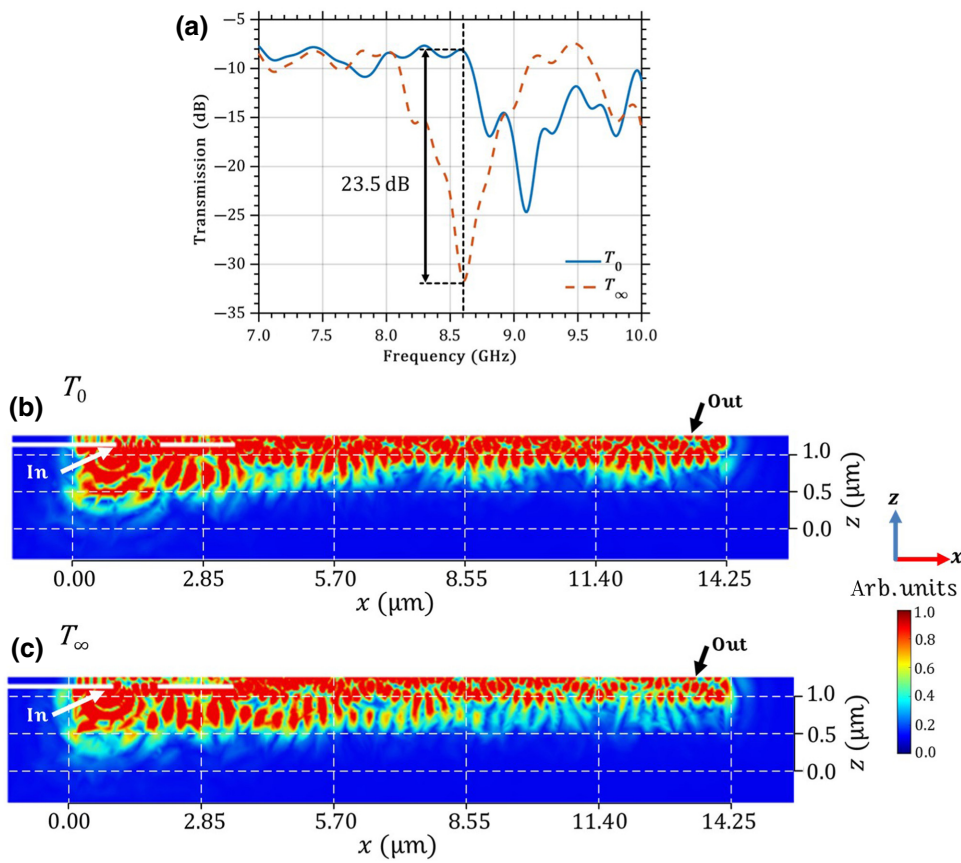 (a)
−5
−10
−15
−20
−25
−30
−35
Transmission (dB)
23.5 dB
T0
T∞
7.0 7.5 8.0 8.5 9.0 9.5 10.0
Frequency (GHz)
(b) T0
Out
In
1.0
0.5
0.0
z (µm)
0.00 2.85 5.70 8.55 11.40 14.25
x (µm)
z
x
Arb.units
1.0
0.8
0.6
0.4
0.2
0.0
(c) T∞
Out
In
1.0
0.5
0.0
z (µm)
0.00 2.85 5.70 8.55 11.40 14.25
x (µm)